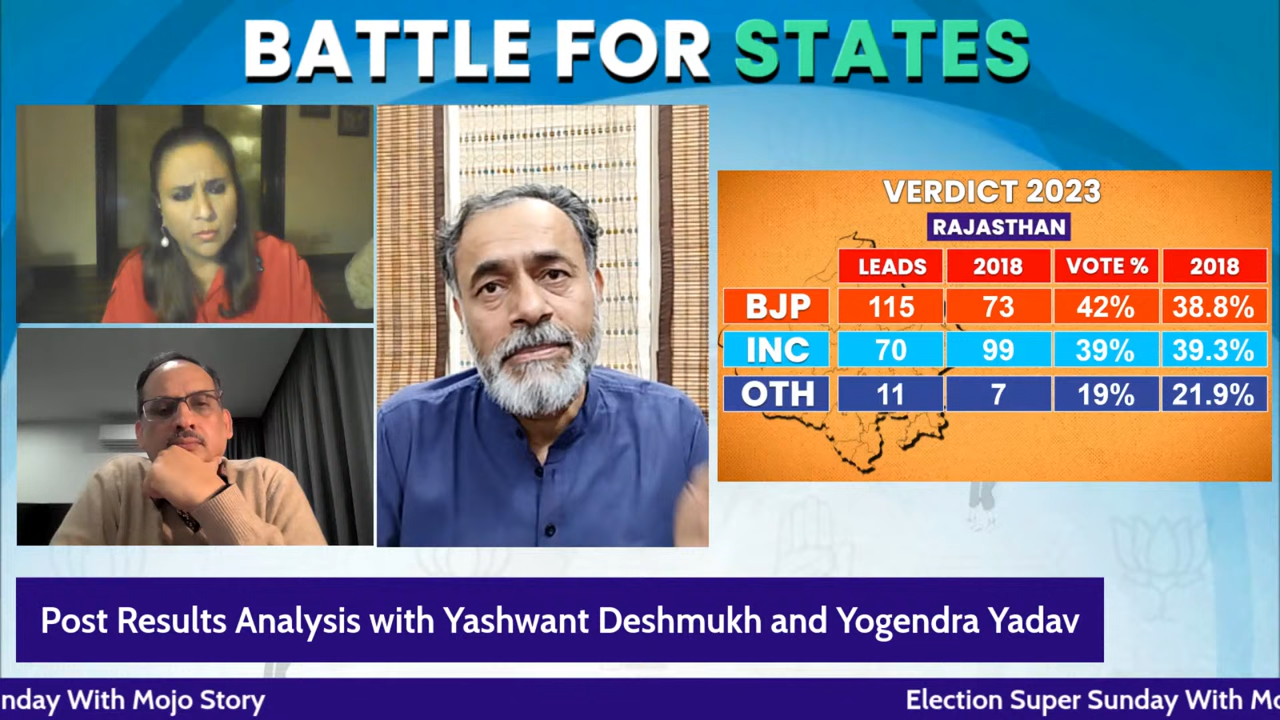 BATTLE FOR STATES
VERDICT 2023
RAJASTHAN
LEADS 2018 VOTE % 2018
BJP 115 73 42% 38.8%
INC 70 99 39% 39.3%
OTH 11 7 19% 21.9%
Post Results Analysis with Yashwant Deshmukh and Yogendra Yadav
nday With Mojo Story Election Super Sunday With Mo